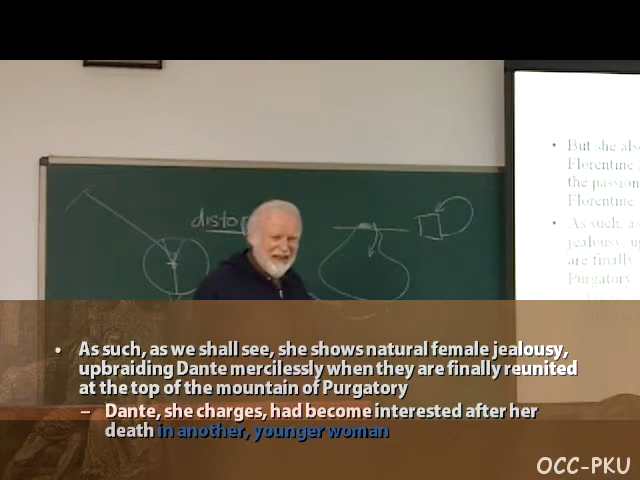 distop
• But she als
Florentine
the passion
Florentine
• As such, a
jealousy, u
are finally
Purgatory
• As such, as we shall see, she shows natural female jealousy,
upbraiding Dante mercilessly when they are finally reunited
at the top of the mountain of Purgatory
– Dante, she charges, had become interested after her
death in another, younger woman
OCC-PKU